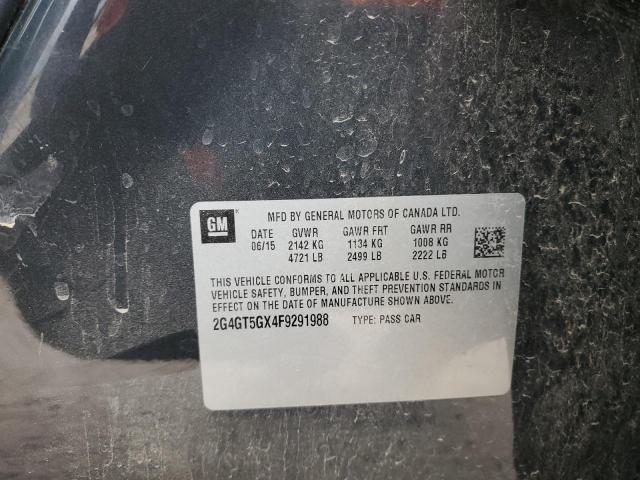 GM
MFD BY GENERAL MOTORS OF CANADA LTD.
DATE GVWR GAWR FRT GAWR RR
06/15 2142 KG 1134 KG 1008 KG
4721 LB 2499 LB 2222 LB
THIS VEHICLE CONFORMS TO ALL APPLICABLE U.S. FEDERAL MOTOR
VEHICLE SAFETY, BUMPER, AND THEFT PREVENTION STANDARDS IN
EFFECT ON THE DATE OF MANUFACTURE SHOWN ABOVE.
2G4GT5GX4F9291988 TYPE: PASS CAR